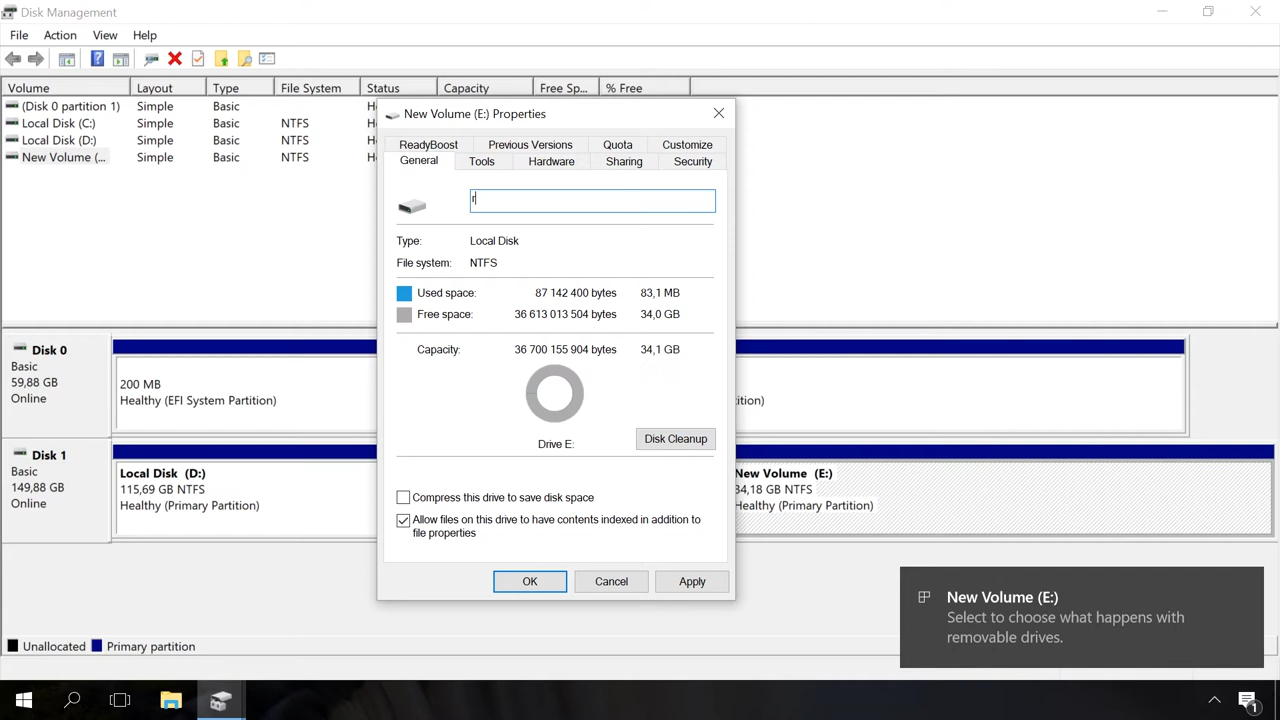 Disk Management
File Action View Help
Volume Layout Type File System Status Capacity Free Sp... % Free
(Disk 0 partition 1) Simple Basic
Local Disk (C:) Simple Basic NTFS
Local Disk (D:) Simple Basic NTFS
New Volume (... Simple Basic NTFS
New Volume (E:) Properties
ReadyBoost Previous Versions Quota Customize
General Tools Hardware Sharing Security
r
Type: Local Disk
File system: NTFS
Used space: 87 142 400 bytes 83,1 MB
Free space: 36 613 013 504 bytes 34,0 GB
Capacity: 36 700 155 904 bytes 34,1 GB
Drive E:
Disk Cleanup
Compress this drive to save disk space
Allow files on this drive to have contents indexed in addition to
file properties
OK Cancel Apply
Disk 0
Basic
59,88 GB
Online
200 MB
Healthy (EFI System Partition)
Disk 1
Basic
149,88 GB
Online
Local Disk (D:)
115,69 GB NTFS
Healthy (Primary Partition)
New Volume (E:)
34,18 GB NTFS
Healthy (Primary Partition)
Unallocated Primary partition
New Volume (E:)
Select to choose what happens with
removable drives.
1